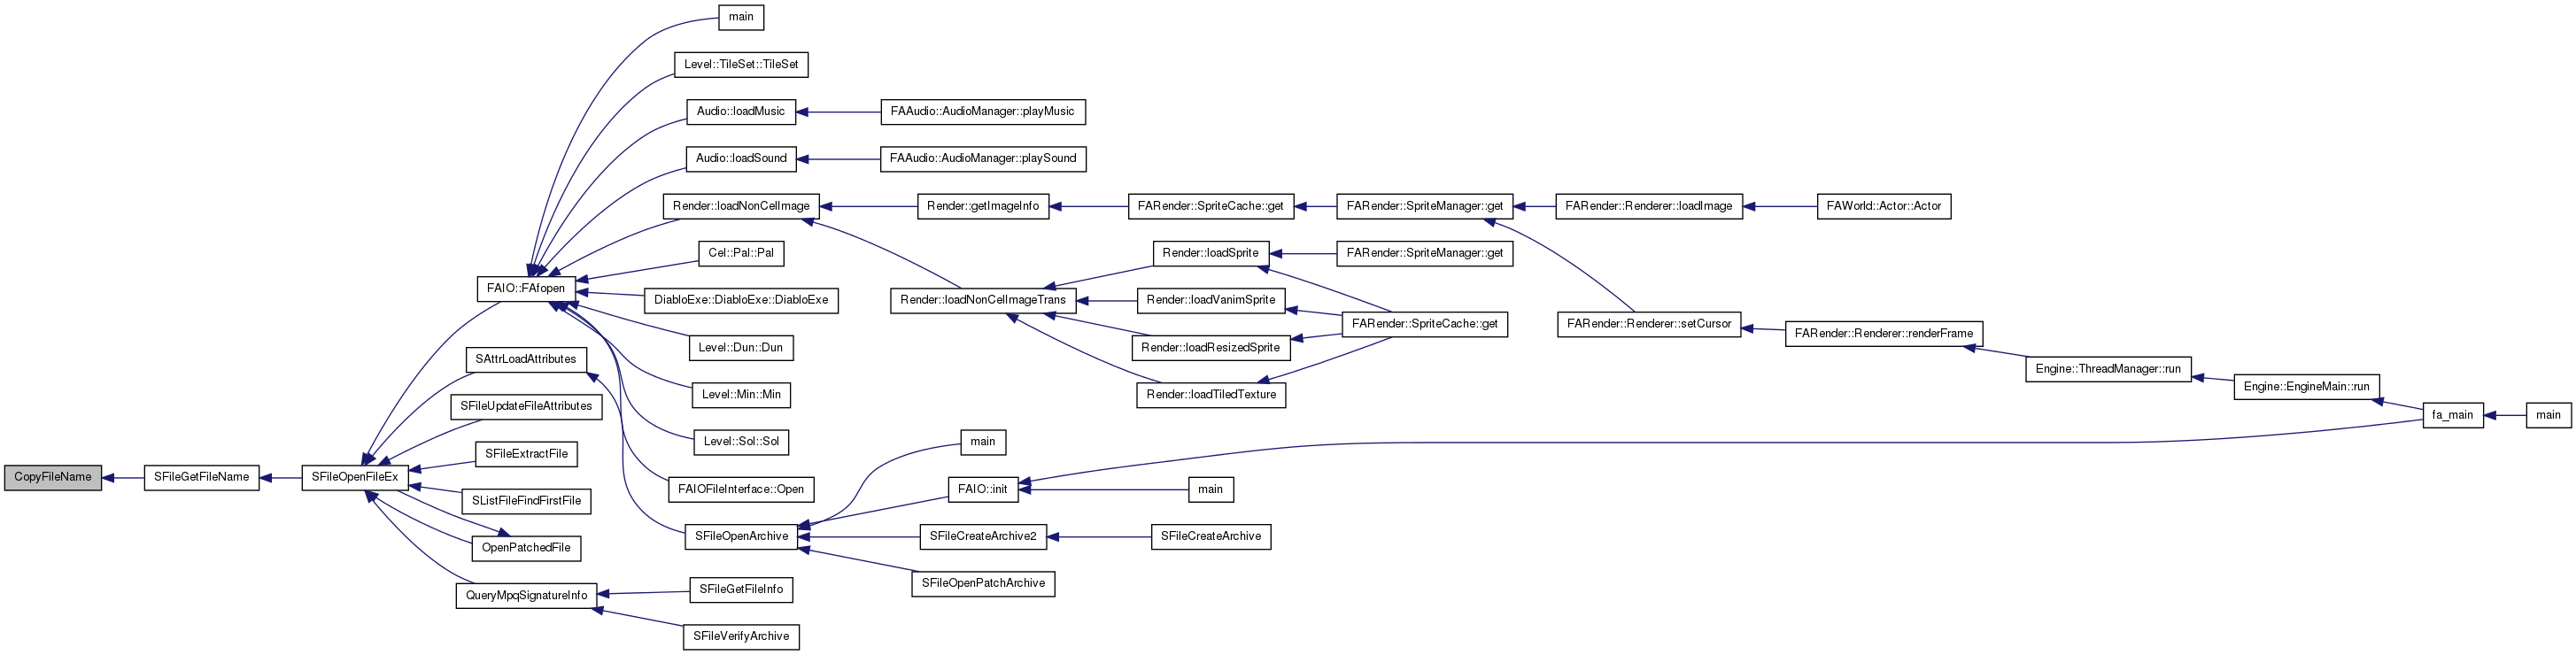 main
Level::TileSet::TileSet
Audio::loadMusic
FAAudio::AudioManager::playMusic
Audio::loadSound
FAAudio::AudioManager::playSound
Render::loadNonCelImage
Render::getImageInfo
FARender::SpriteCache::get
FARender::SpriteManager::get
FARender::Renderer::loadImage
FAWorld::Actor::Actor
Cel::Pal::Pal
Render::loadSprite
FARender::SpriteManager::get
FAIO::FAfopen
DiabloExe::DiabloExe::DiabloExe
Render::loadNonCelImageTrans
Render::loadVanimSprite
FARender::SpriteCache::get
FARender::Renderer::setCursor
FARender::Renderer::renderFrame
Level::Dun::Dun
Render::loadResizedSprite
SAttrLoadAttributes
Engine::ThreadManager::run
Engine::EngineMain::run
Level::Min::Min
Render::loadTiledTexture
SFileUpdateFileAttributes
fa_main
main
Level::Sol::Sol
main
SFileExtractFile
CopyFileName
SFileGetFileName
SFileOpenFileEx
FAIOFileInterface::Open
FAIO::init
main
SListFileFindFirstFile
SFileOpenArchive
SFileCreateArchive2
SFileCreateArchive
OpenPatchedFile
SFileOpenPatchArchive
QueryMpqSignatureInfo
SFileGetFileInfo
SFileVerifyArchive